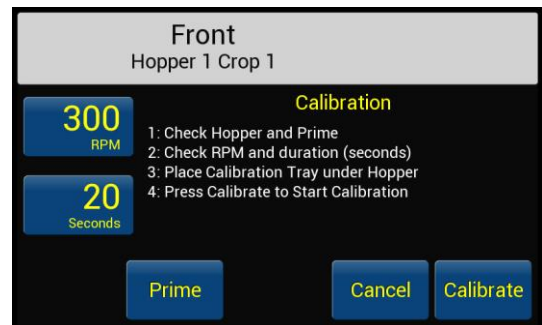 Front
Hopper 1 Crop 1
Calibration
300
RPM
1: Check Hopper and Prime
2: Check RPM and duration (seconds)
3: Place Calibration Tray under Hopper
4: Press Calibrate to Start Calibration
20
Seconds
Prime
Cancel
Calibrate